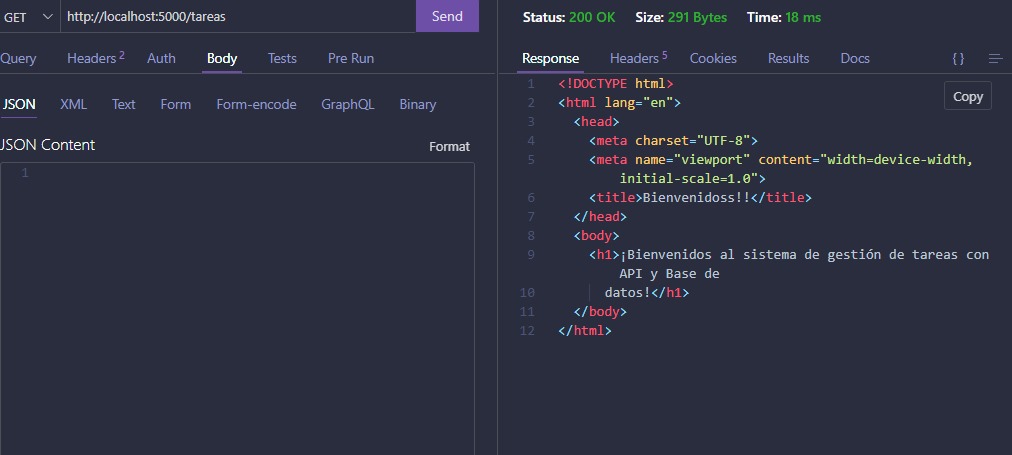 GET http://localhost:5000/tareas Send
Query Headers 2 Auth Body Tests Pre Run
JSON XML Text Form Form-encode GraphQL Binary
JSON Content Format
1
Status: 200 OK Size: 291 Bytes Time: 18 ms
Response Headers 5 Cookies Results Docs {}
Copy
1 <!DOCTYPE html>
2 <html lang="en">
3 <head>
4 <meta charset="UTF-8">
5 <meta name="viewport" content="width=device-width,
initial-scale=1.0">
6 <title>Bienvenidoss!!</title>
7 </head>
8 <body>
9 <h1>¡Bienvenidos al sistema de gestión de tareas con
API y Base de
10 datos!</h1>
11 </body>
12 </html>